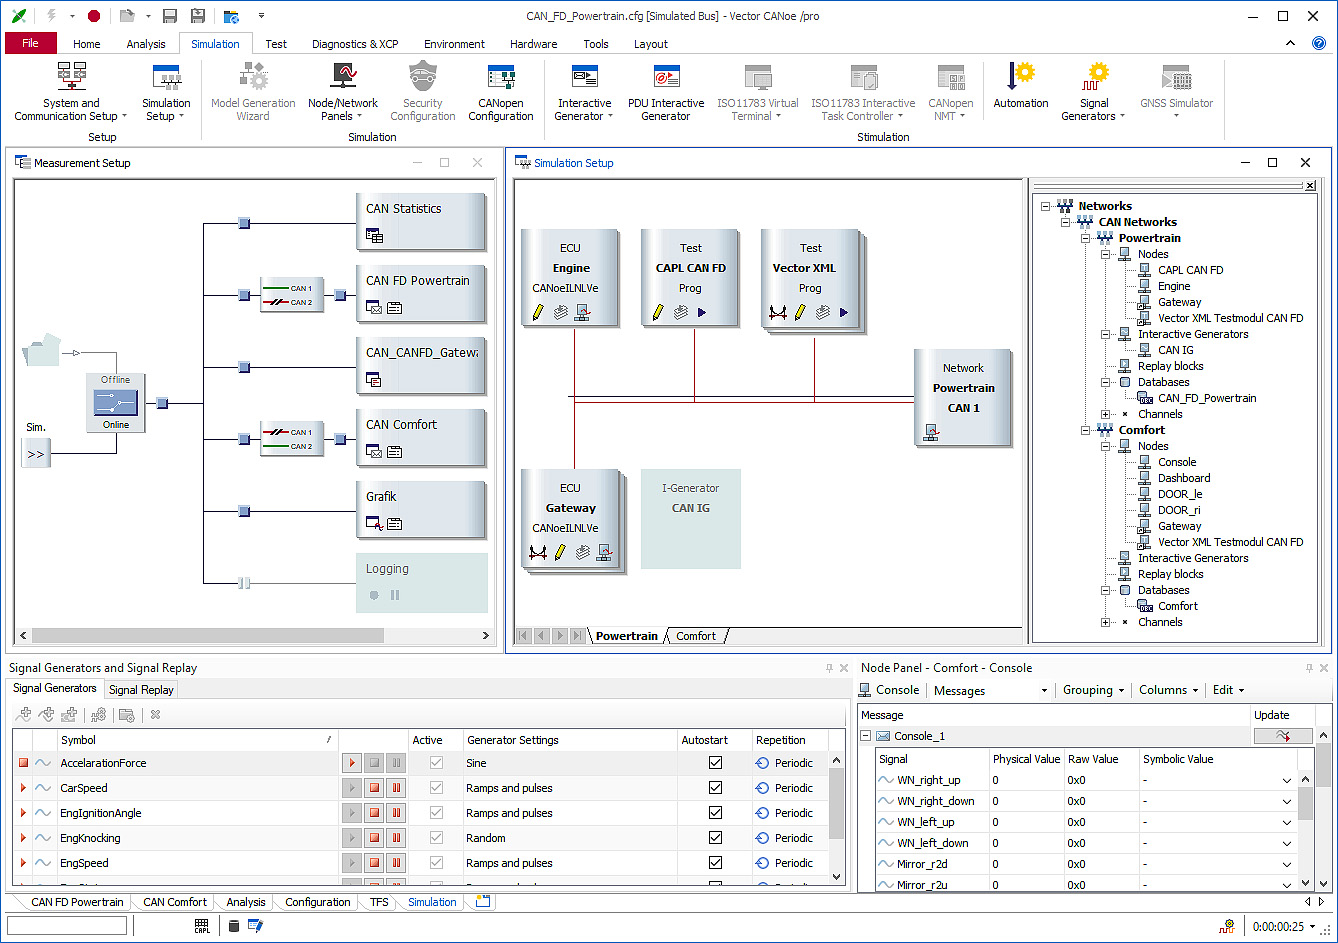 CAN_FD_Powertrain.cfg [Simulated Bus] - Vector CANoe /pro
File Home Analysis Simulation Test Diagnostics & XCP Environment Hardware Tools Layout
System and Communication Setup
Simulation Setup
Model Generation Wizard
Node/Network Panels
Security Configuration
CANopen Configuration
Interactive Generator
PDU Interactive Generator
ISO11783 Virtual Terminal
ISO11783 Interactive Task Controller
CANopen NMT
Automation
Signal Generators
GNSS Simulator
Setup Simulation Stimulation
Measurement Setup
CAN Statistics
CAN 1
CAN 2
CAN FD Powertrain
CAN_CANFD_Gatewa
Offline
Online
Sim.
>>
CAN 1
CAN 2
CAN Comfort
Grafik
Logging
Simulation Setup
ECU
Engine
CANoeILNLVe
Test
CAPL CAN FD
Prog
Test
Vector XML
Prog
Network
Powertrain
CAN 1
ECU
Gateway
CANoeILNLVe
I-Generator
CAN IG
Powertrain Comfort
Networks
CAN Networks
Powertrain
Nodes
CAPL CAN FD
Engine
Gateway
Vector XML Testmodul CAN FD
Interactive Generators
CAN IG
Replay blocks
Databases
CAN_FD_Powertrain
Channels
Comfort
Nodes
Console
Dashboard
DOOR_le
DOOR_ri
Gateway
Vector XML Testmodul CAN FD
Interactive Generators
Replay blocks
Databases
Comfort
Channels
Signal Generators and Signal Replay
Signal Generators Signal Replay
Symbol / Active Generator Settings Autostart Repetition
AccelarationForce Sine Periodic
CarSpeed Ramps and pulses Periodic
EngIgnitionAngle Ramps and pulses Periodic
EngKnocking Random Periodic
EngSpeed Ramps and pulses Periodic
Node Panel - Comfort - Console
Console Messages Grouping Columns Edit
Message Update
Console_1
Signal Physical Value Raw Value Symbolic Value
WN_right_up 0 0x0 -
WN_right_down 0 0x0 -
WN_left_up 0 0x0 -
WN_left_down 0 0x0 -
Mirror_r2d 0 0x0 -
Mirror_r2u 0 0x0 -
CAN FD Powertrain CAN Comfort Analysis Configuration TFS Simulation
CAPL
0:00:00:25